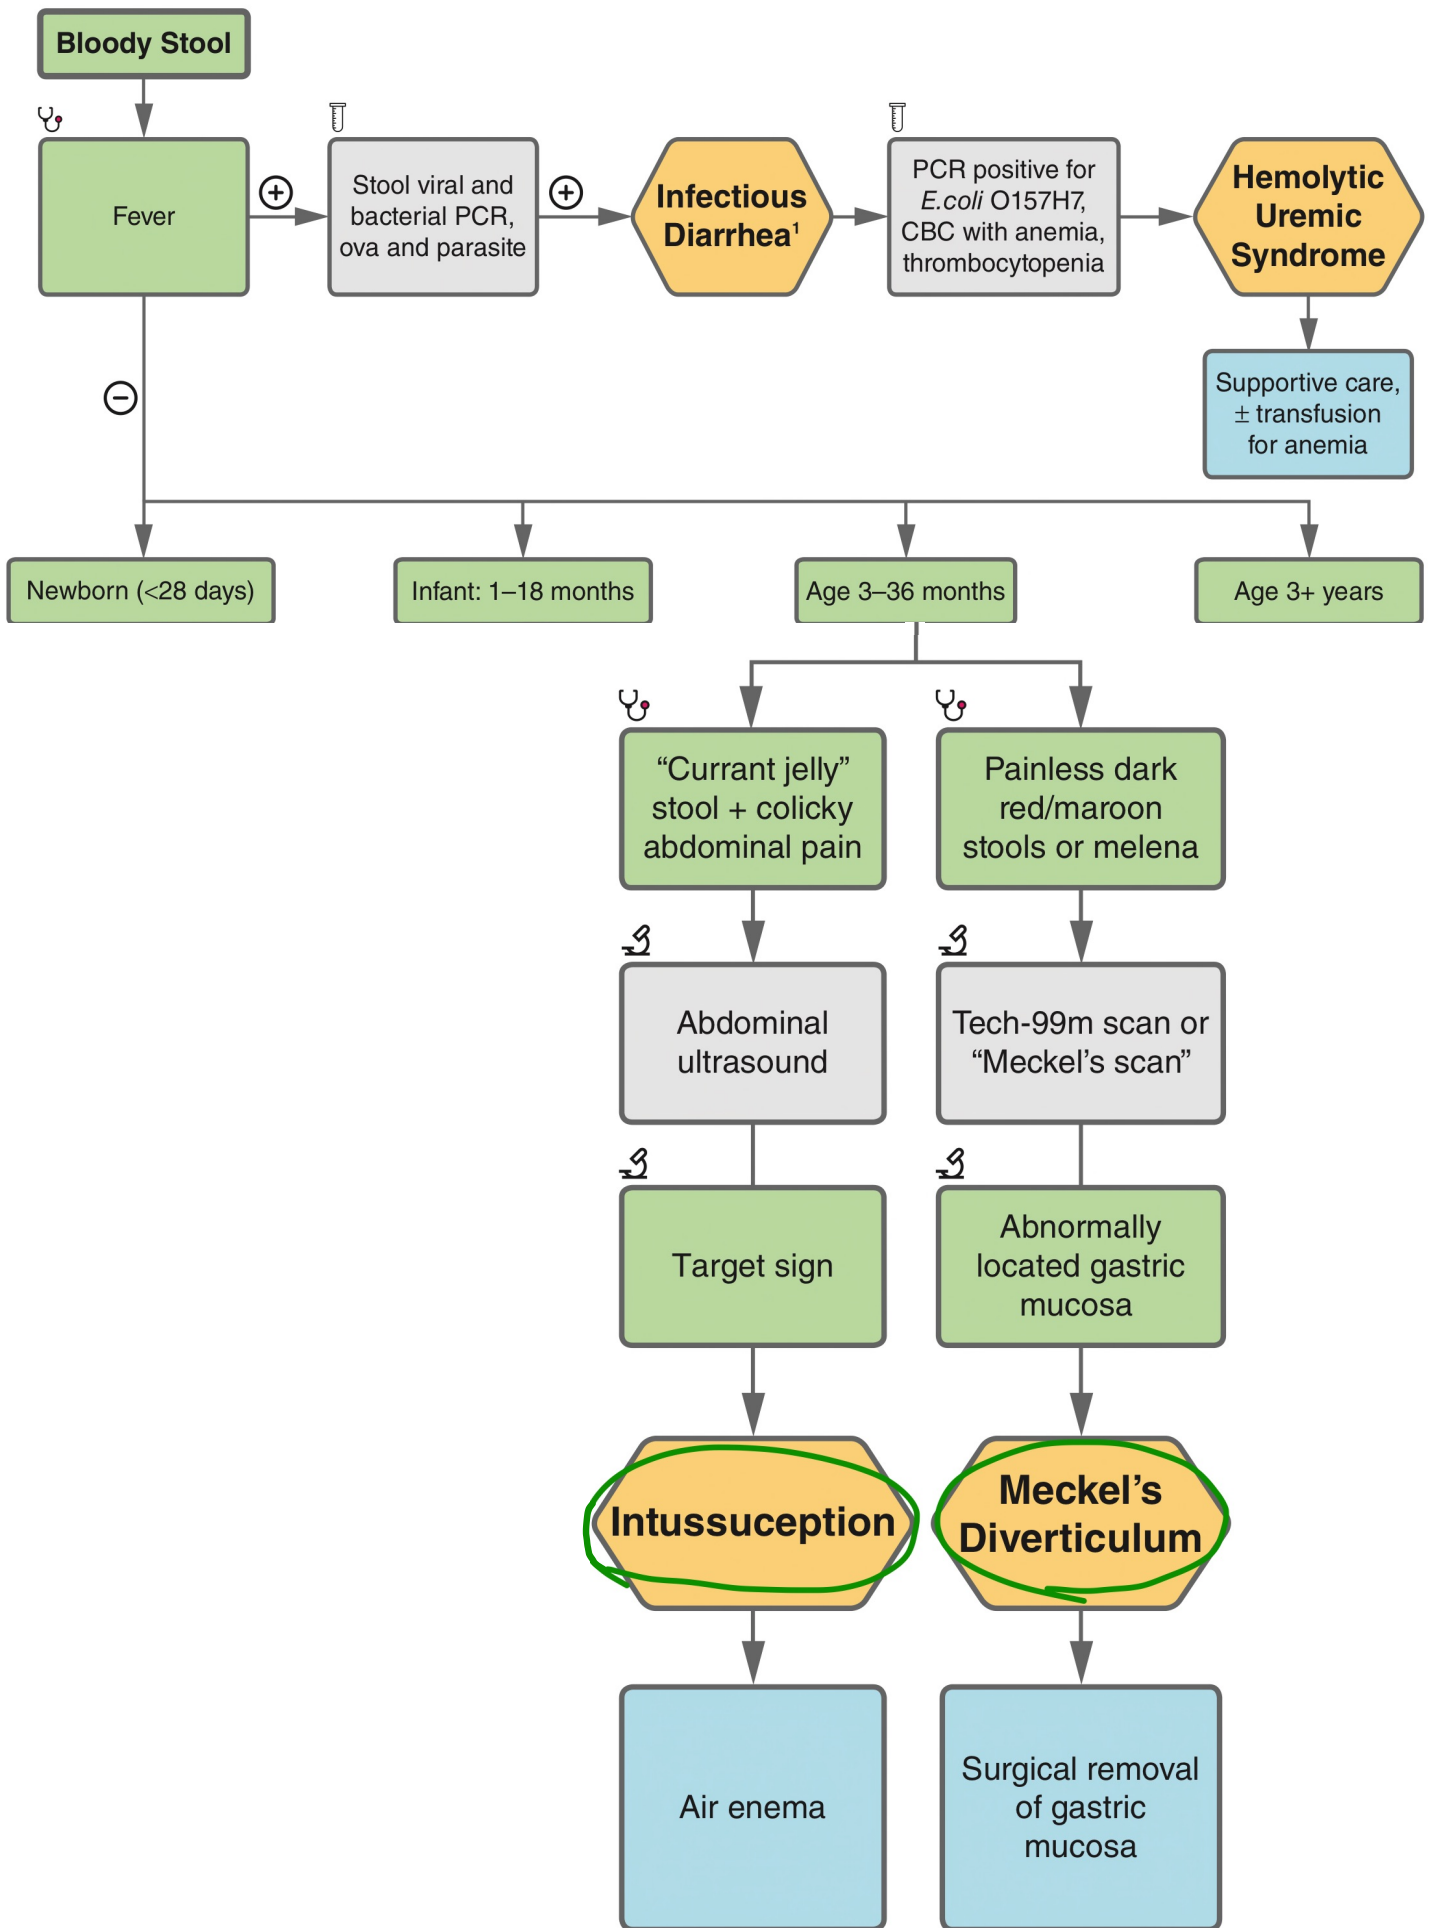 Bloody Stool
Fever
+
Stool viral and
bacterial PCR,
ova and parasite
+
Infectious
Diarrhea¹
PCR positive for
E.coli O157H7,
CBC with anemia,
thrombocytopenia
Hemolytic
Uremic
Syndrome
Supportive care,
± transfusion
for anemia
−
Newborn (<28 days)
Infant: 1–18 months
Age 3–36 months
Age 3+ years
“Currant jelly”
stool + colicky
abdominal pain
Painless dark
red/maroon
stools or melena
Abdominal
ultrasound
Tech-99m scan or
“Meckel’s scan”
Target sign
Abnormally
located gastric
mucosa
Intussuception
Meckel’s
Diverticulum
Air enema
Surgical removal
of gastric
mucosa